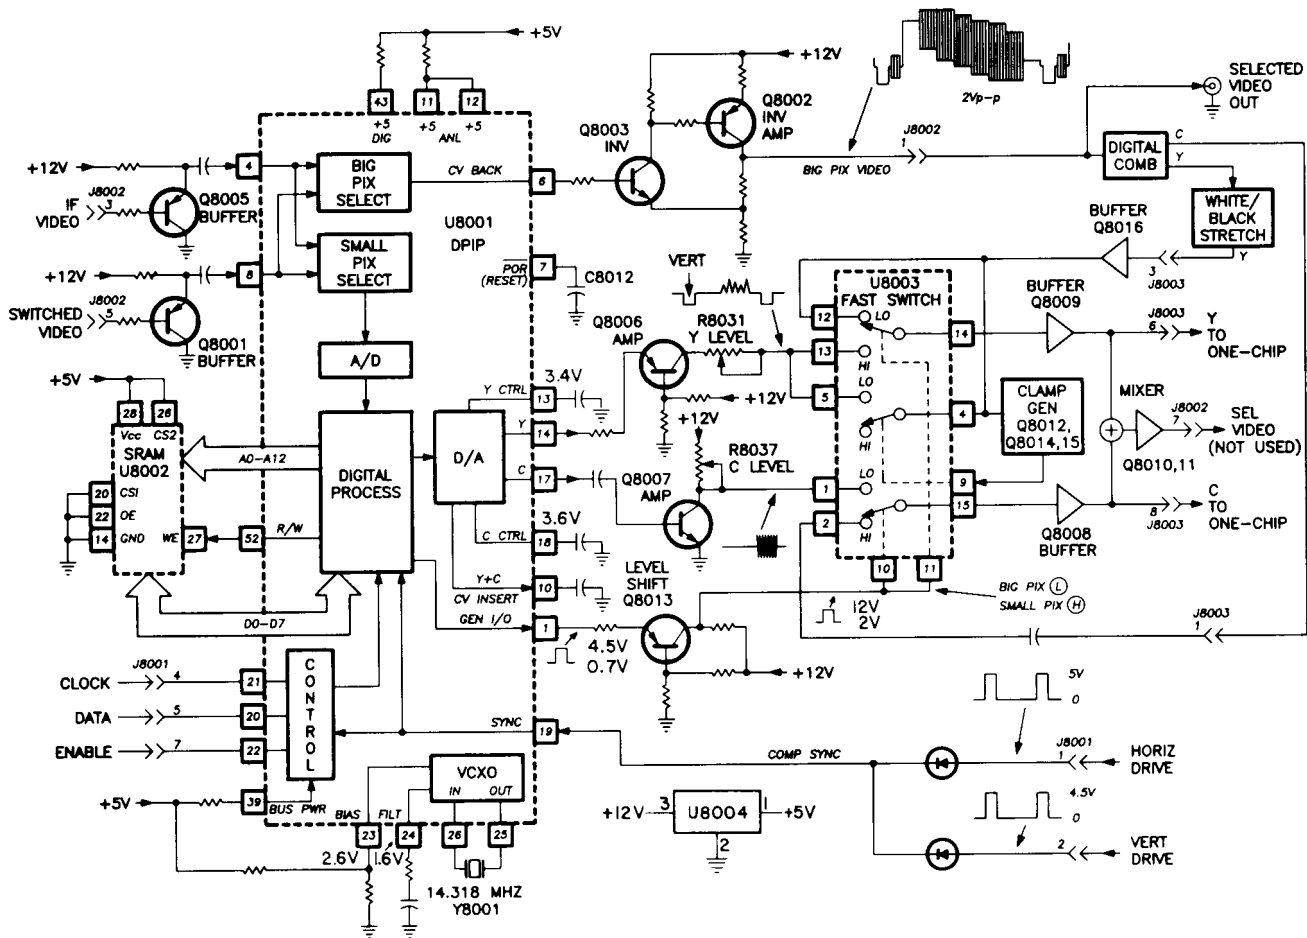 +5V
43
11
12
+5
DIG
+5
ANL
+5
+12V
4
J8002
IF
VIDEO
3
Q8005
BUFFER
BIG
PIX
SELECT
CV BACK
6
U8001
DPIP
+12V
8
J8002
SWITCHED
VIDEO
5
Q8001
BUFFER
SMALL
PIX
SELECT
POR
(RESET)
7
C8012
Q8003
INV
Q8002
INV
AMP
+12V
2Vp-p
BIG PIX VIDEO
J8002
1
SELECTED
VIDEO
OUT
DIGITAL
COMB
C
Y
WHITE/
BLACK
STRETCH
Y
BUFFER
Q8016
3
J8003
+5V
28
26
Vcc
CS2
SRAM
U8002
20
CSI
22
OE
14
GND
WE
27
A0-A12
A/D
DIGITAL
PROCESS
R/W
52
D0-D7
D/A
Y CTRL
13
3.4V
Y
14
C
17
C CTRL
18
3.6V
Y+C
CV INSERT
10
GEN I/O
1
4.5V
0.7V
LEVEL
SHIFT
Q8013
+12V
VERT
Q8006
AMP
R8031
Y LEVEL
+12V
+12V
R8037
C LEVEL
Q8007
AMP
U8003
FAST SWITCH
12
LO
13
HI
5
LO
HI
1
LO
2
HI
14
4
9
15
10
11
12V
2V
BIG PIX (L)
SMALL PIX (H)
BUFFER
Q8009
J8003
6
Y
TO
ONE-CHIP
CLAMP
GEN
Q8012,
Q8014,15
MIXER
+
Q8010,11
J8002
7
SEL
VIDEO
(NOT USED)
Q8008
BUFFER
8
J8003
C
TO
ONE-CHIP
J8003
1
CLOCK
J8001
4
21
DATA
5
20
ENABLE
7
22
CONTROL
+5V
39
BUS PWR
SYNC
19
COMP SYNC
VCXO
IN
OUT
BIAS
FILT
23
24
26
25
2.6V
1.6V
14.318 MHZ
Y8001
+12V
3
U8004
1
+5V
2
5V
0
J8001
1
HORIZ
DRIVE
4.5V
0
2
VERT
DRIVE